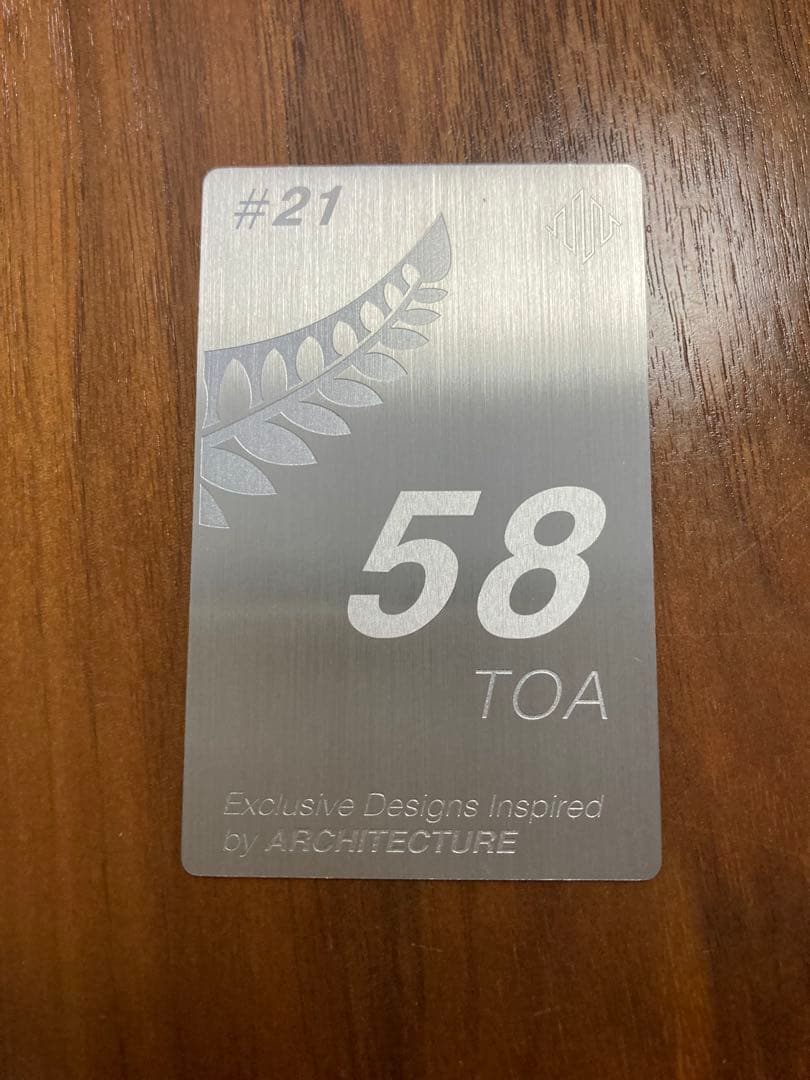 #21
58
TOA
Exclusive Designs Inspired
by ARCHITECTURE